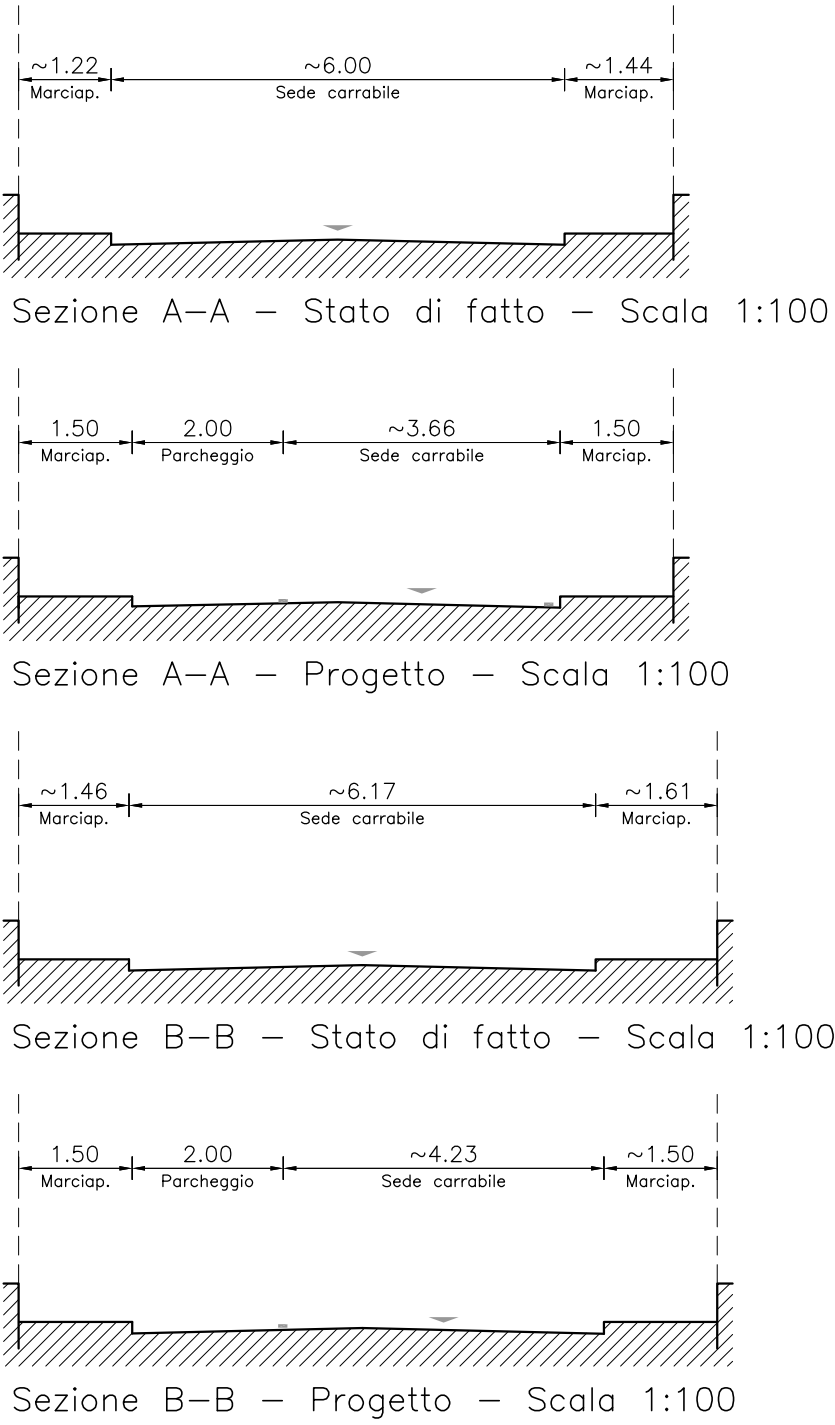 ~1.22 ~6.00 ~1.44
Marciap. Sede carrabile Marciap.
Sezione A-A - Stato di fatto - Scala 1:100
1.50 2.00 ~3.66 1.50
Marciap. Parcheggio Sede carrabile Marciap.
Sezione A-A - Progetto - Scala 1:100
~1.46 ~6.17 ~1.61
Marciap. Sede carrabile Marciap.
Sezione B-B - Stato di fatto - Scala 1:100
1.50 2.00 ~4.23 ~1.50
Marciap. Parcheggio Sede carrabile Marciap.
Sezione B-B - Progetto - Scala 1:100